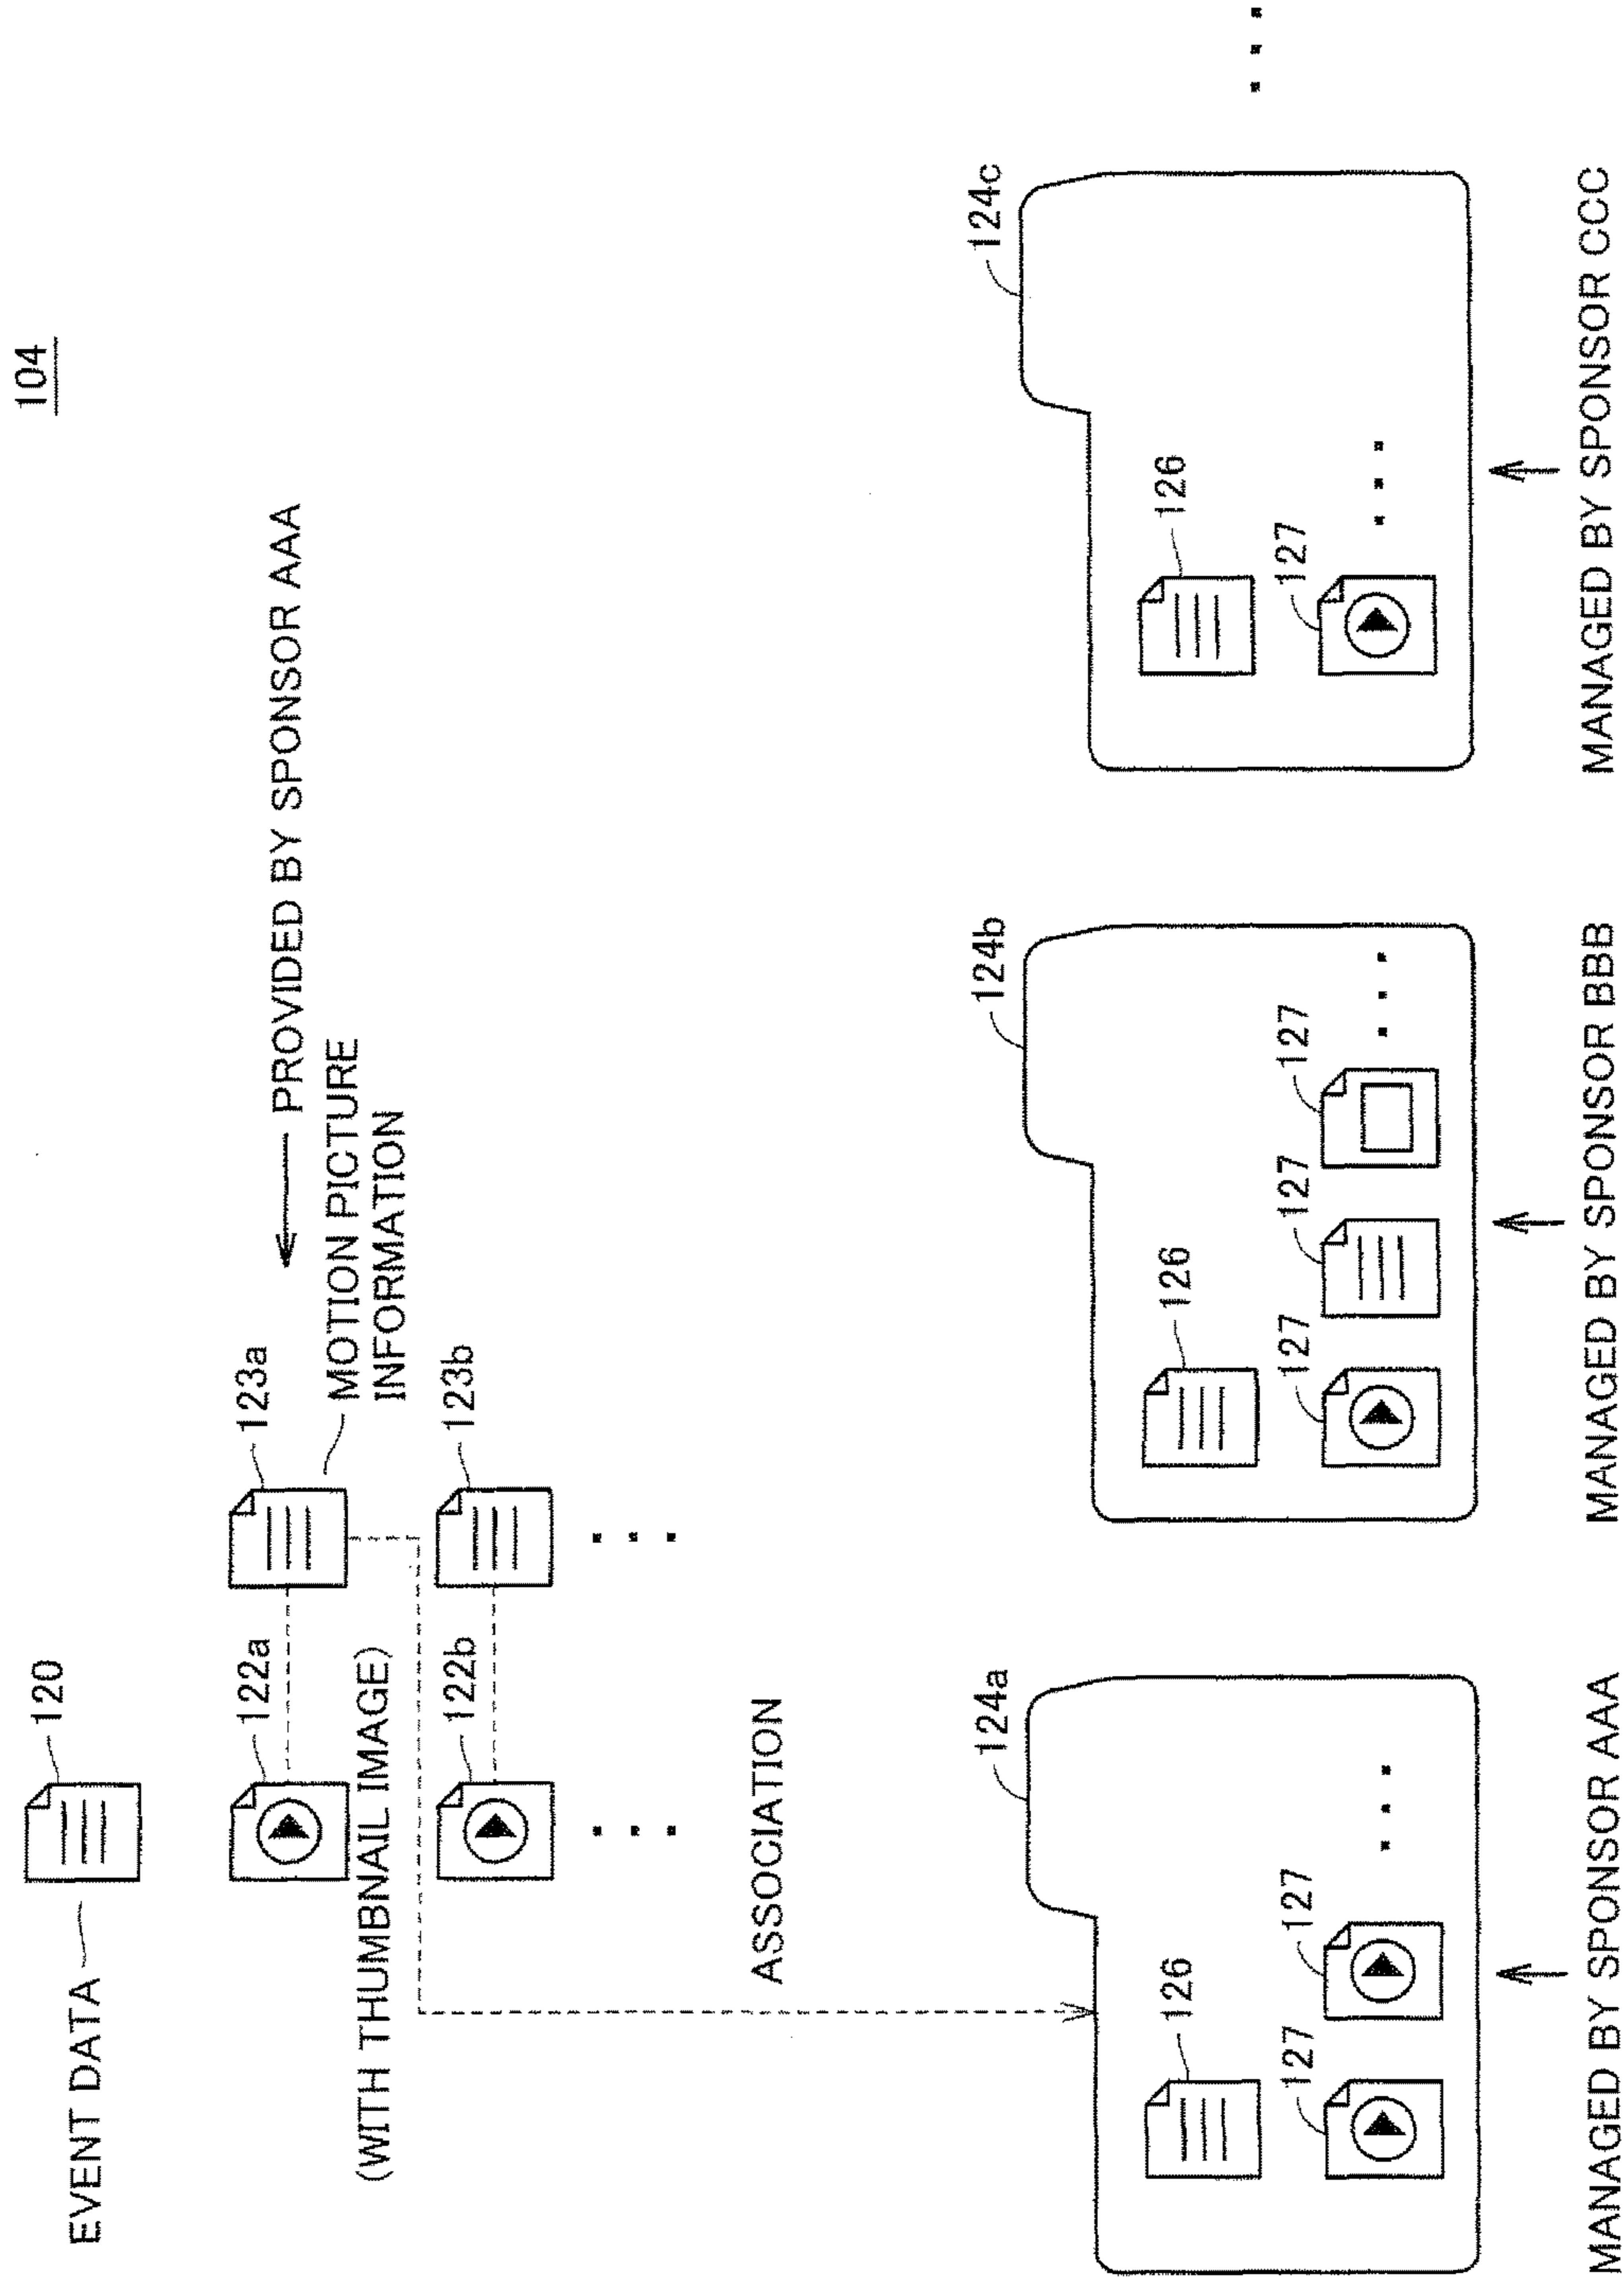 104
EVENT DATA
120
122a
123a
PROVIDED BY SPONSOR AAA
MOTION PICTURE
INFORMATION
(WITH THUMBNAIL IMAGE)
122b
123b
ASSOCIATION
124a
124b
124c
126
126
126
127
127
127
127
127
127
MANAGED BY SPONSOR AAA
MANAGED BY SPONSOR BBB
MANAGED BY SPONSOR CCC